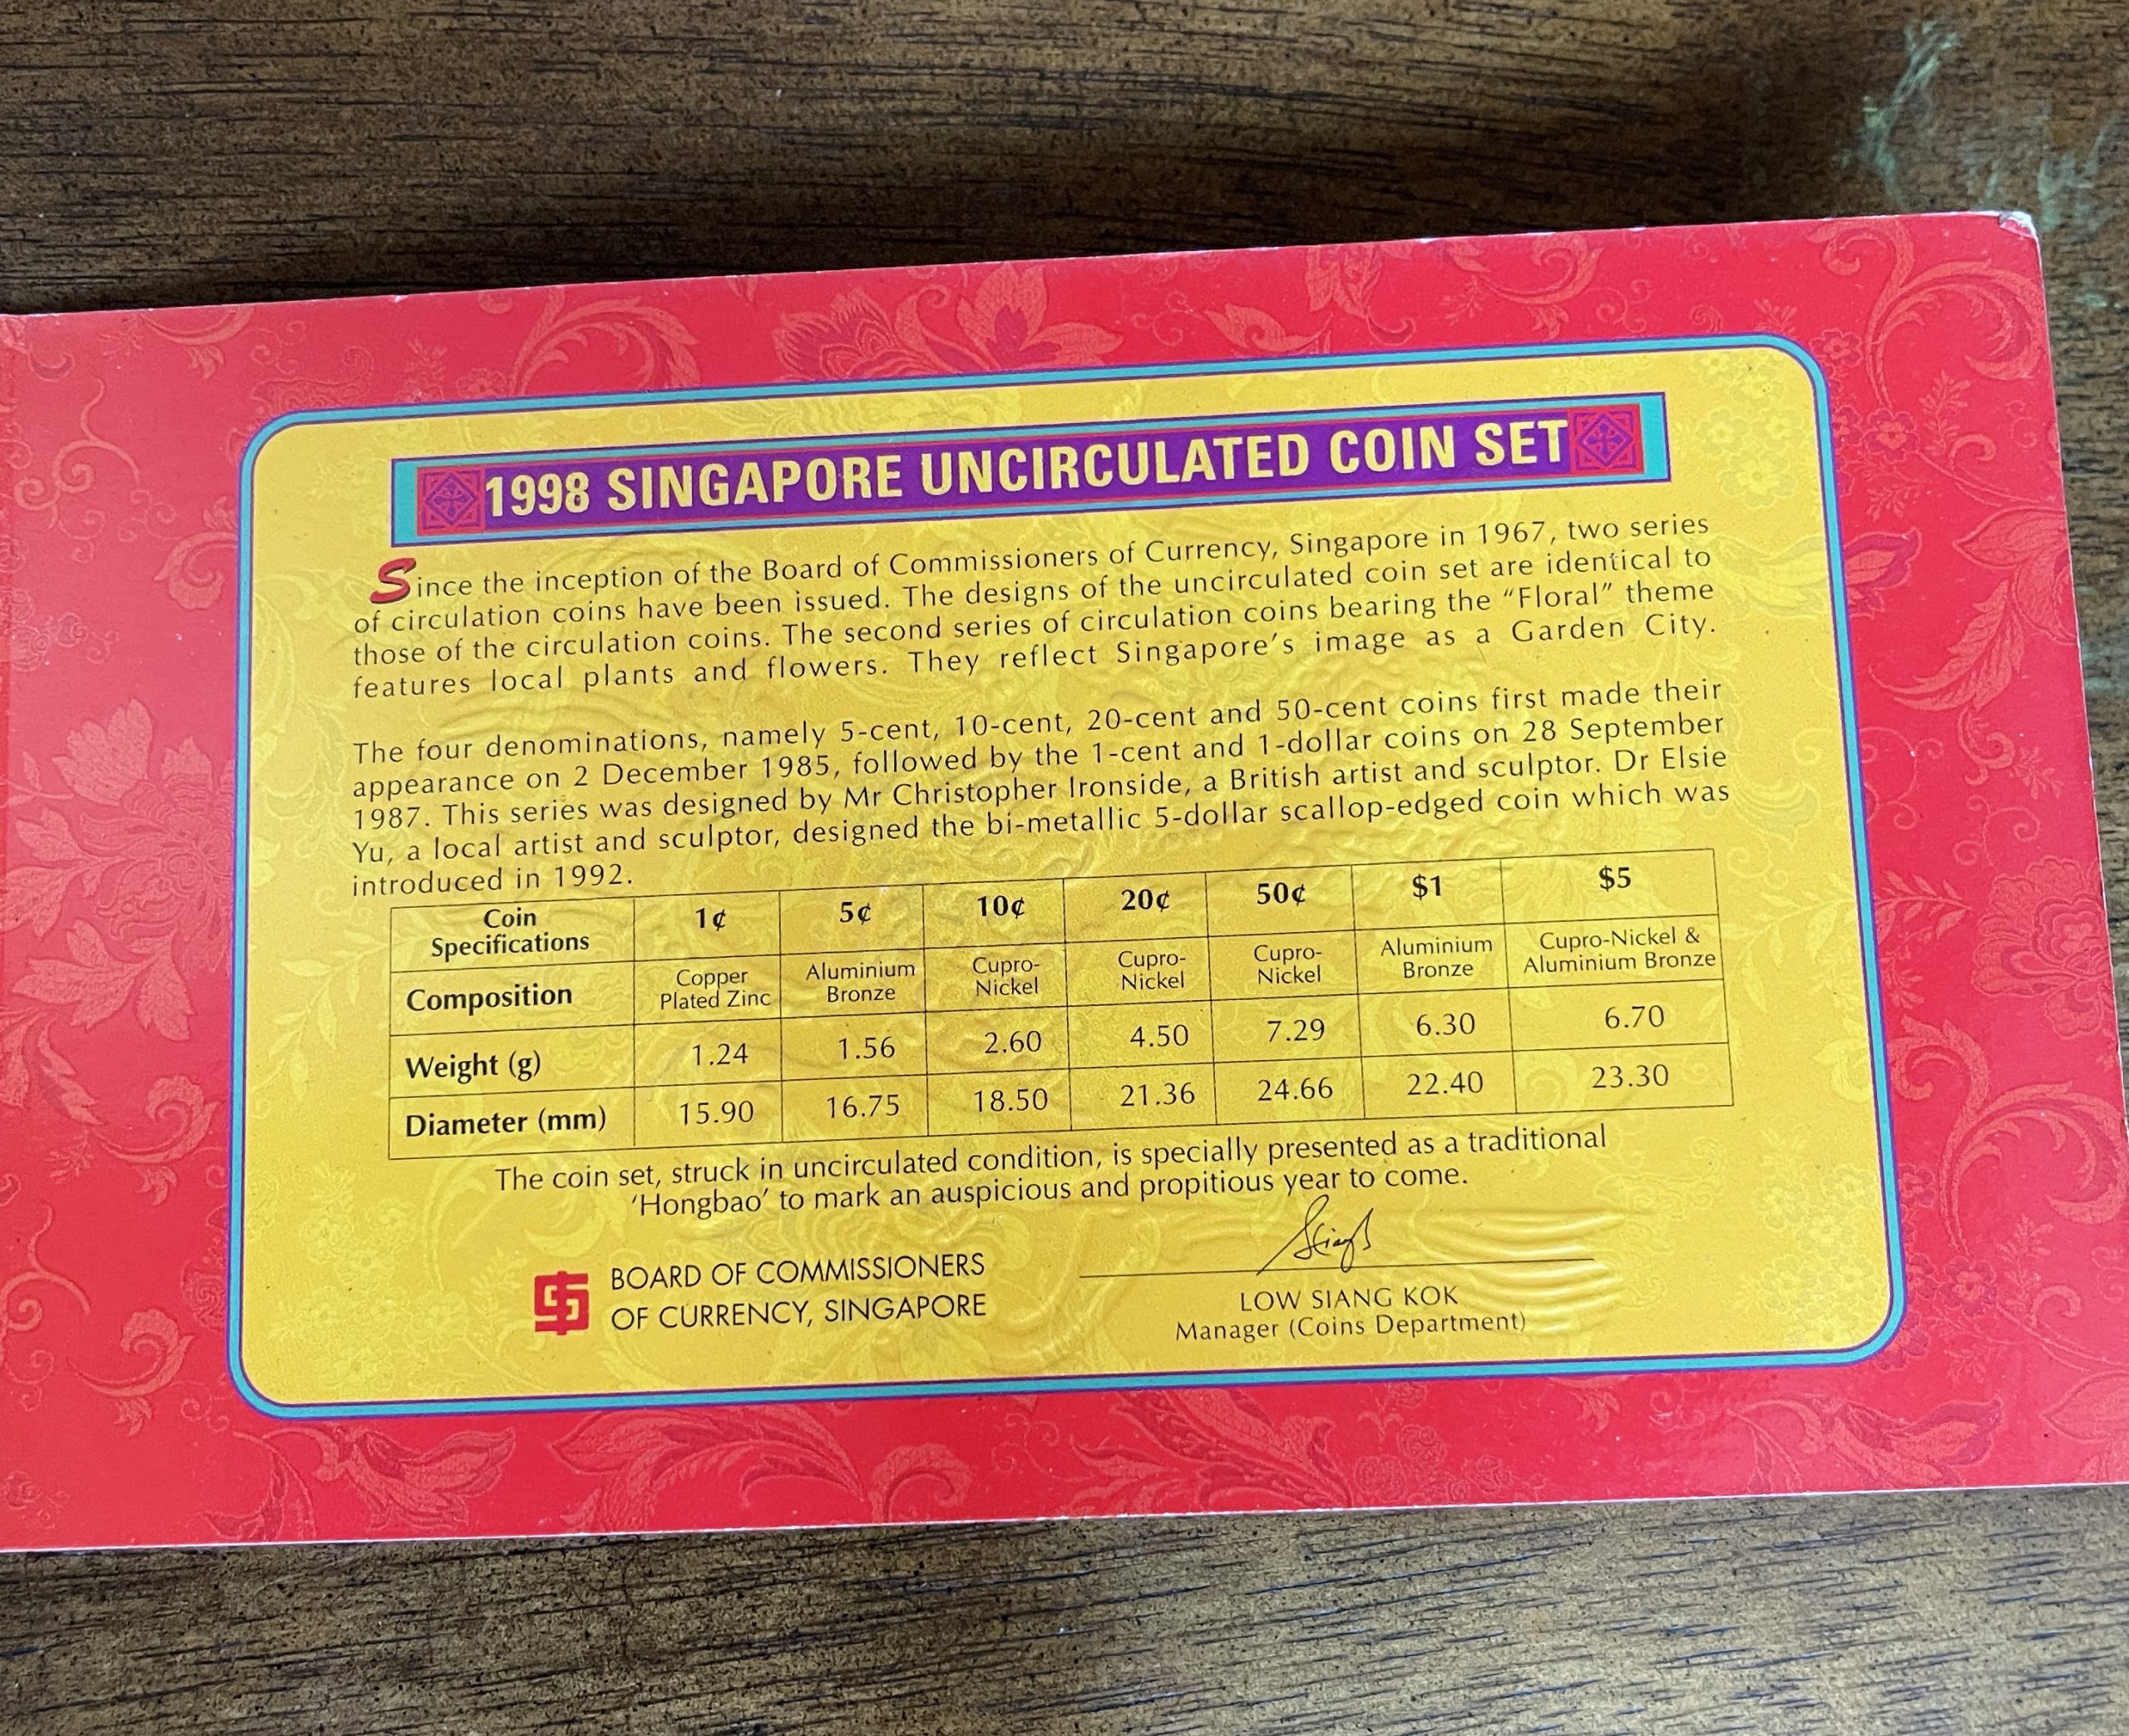 1998 SINGAPORE UNCIRCULATED COIN SET
Since the inception of the Board of Commissioners of Currency, Singapore in 1967, two series
of circulation coins have been issued. The designs of the uncirculated coin set are identical to
those of the circulation coins. The second series of circulation coins bearing the “Floral” theme
features local plants and flowers. They reflect Singapore’s image as a Garden City.
The four denominations, namely 5-cent, 10-cent, 20-cent and 50-cent coins first made their
appearance on 2 December 1985, followed by the 1-cent and 1-dollar coins on 28 September
1987. This series was designed by Mr Christopher Ironside, a British artist and sculptor. Dr Elsie
Yu, a local artist and sculptor, designed the bi-metallic 5-dollar scallop-edged coin which was
introduced in 1992.
Coin Specifications 1¢ 5¢ 10¢ 20¢ 50¢ $1 $5
Composition Copper Plated Zinc Aluminium Bronze Cupro-Nickel Cupro-Nickel Cupro-Nickel Aluminium Bronze Cupro-Nickel & Aluminium Bronze
Weight (g) 1.24 1.56 2.60 4.50 7.29 6.30 6.70
Diameter (mm) 15.90 16.75 18.50 21.36 24.66 22.40 23.30
The coin set, struck in uncirculated condition, is specially presented as a traditional
‘Hongbao’ to mark an auspicious and propitious year to come.
BOARD OF COMMISSIONERS
OF CURRENCY, SINGAPORE
LOW SIANG KOK
Manager (Coins Department)